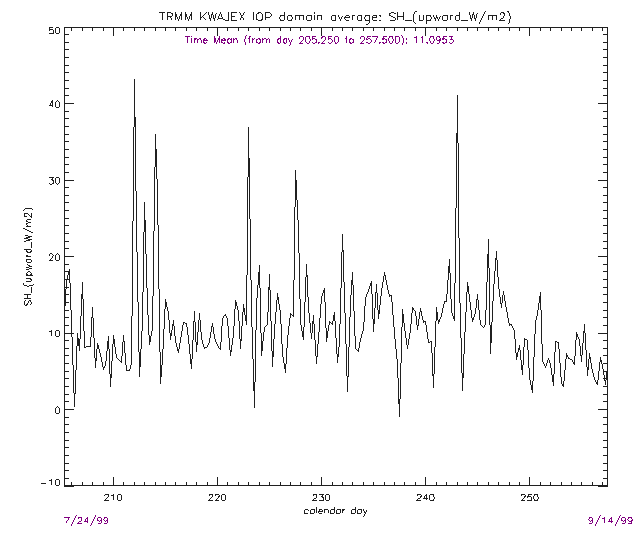 TRMM KWAJEX IOP domain average: SH_(upward_W/m2)
Time Mean (from day 205.250 to 257.500): 11.0953
50
40
30
20
10
0
-10
SH_(upward_W/m2)
210 220 230 240 250
calendar day
7/24/99 9/14/99